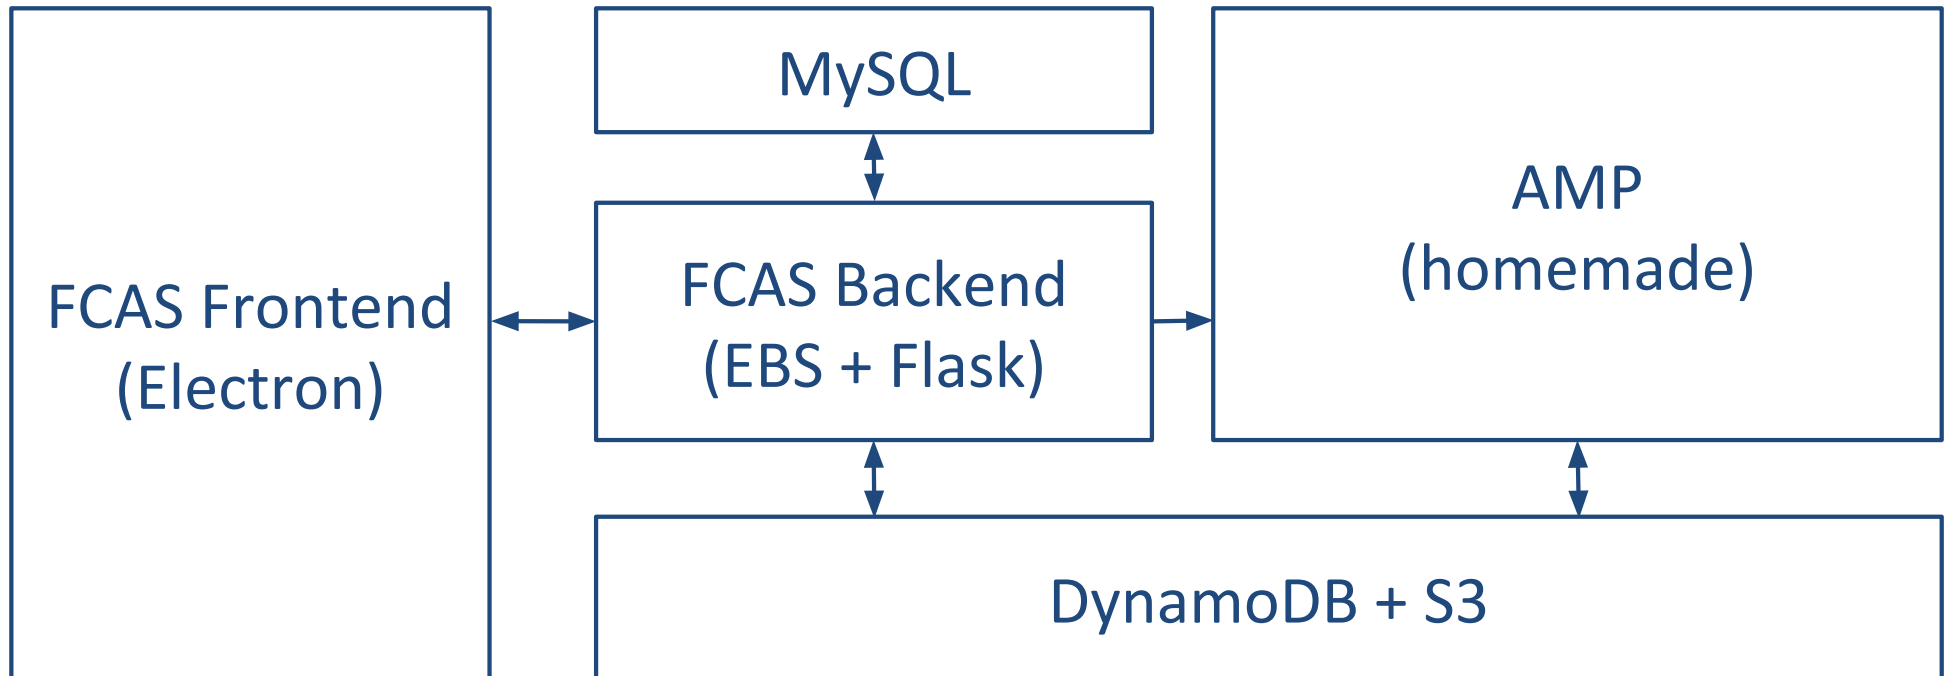 FCAS Frontend
(Electron)
MySQL
FCAS Backend
(EBS + Flask)
AMP
(homemade)
DynamoDB + S3